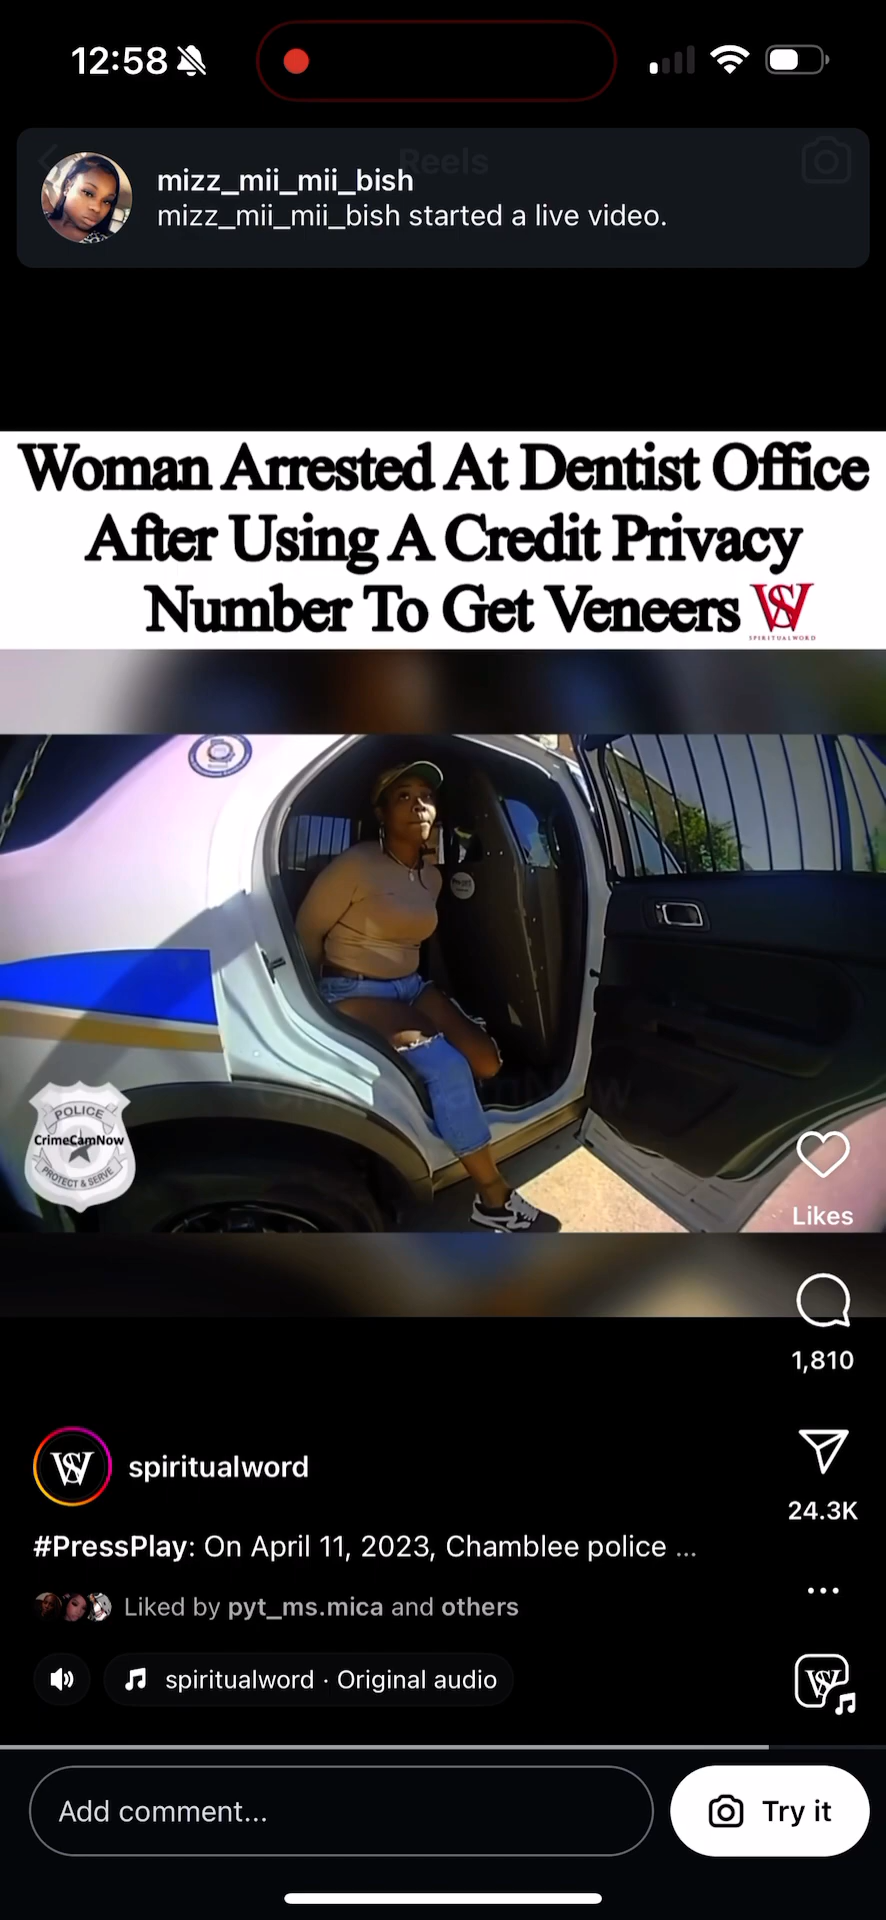 12:58
Reels
mizz_mii_mii_bish
mizz_mii_mii_bish started a live video.
Woman Arrested At Dentist Office
After Using A Credit Privacy
Number To Get Veneers
SPIRITUALWORD
POLICE
CrimeCamNow
PROTECT & SERVE
Likes
1,810
spiritualword
24.3K
#PressPlay: On April 11, 2023, Chamblee police ...
Liked by pyt_ms.mica and others
spiritualword · Original audio
Add comment...
Try it